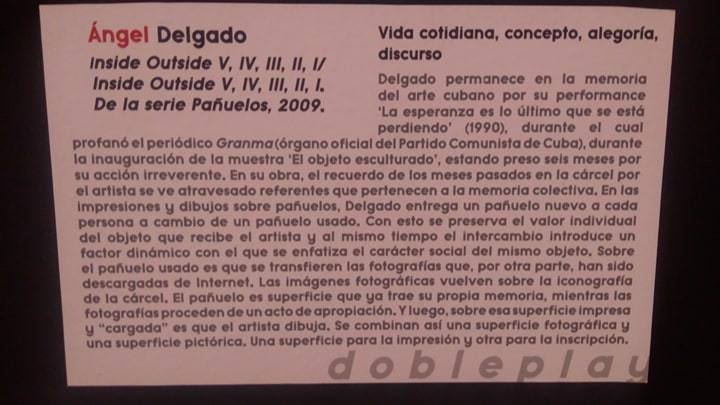 Ángel Delgado
Inside Outside V, IV, III, II, I/
Inside Outside V, IV, III, II, I.
De la serie Pañuelos, 2009.
Vida cotidiana, concepto, alegoría,
discurso
Delgado permanece en la memoria
del arte cubano por su performance
‘La esperanza es lo último que se está
perdiendo’ (1990), durante el cual
profanó el periódico Granma (órgano oficial del Partido Comunista de Cuba), durante
la inauguración de la muestra ‘El objeto esculturado’, estando preso seis meses por
su acción irreverente. En su obra, el recuerdo de los meses pasados en la cárcel por
el artista se ve atravesado referentes que pertenecen a la memoria colectiva. En las
impresiones y dibujos sobre pañuelos, Delgado entrega un pañuelo nuevo a cada
persona a cambio de un pañuelo usado. Con esto se preserva el valor individual
del objeto que recibe el artista y al mismo tiempo el intercambio introduce un
factor dinámico con el que se enfatiza el carácter social del mismo objeto. Sobre
el pañuelo usado es que se transfieren las fotografías que, por otra parte, han sido
descargadas de Internet. Las imágenes fotográficas vuelven sobre la iconografía
de la cárcel. El pañuelo es superficie que ya trae su propia memoria, mientras las
fotografías proceden de un acto de apropiación. Y luego, sobre esa superficie impresa
y “cargada” es que el artista dibuja. Se combinan así una superficie fotográfica y
una superficie pictórica. Una superficie para la impresión y otra para la inscripción.
dobleplay